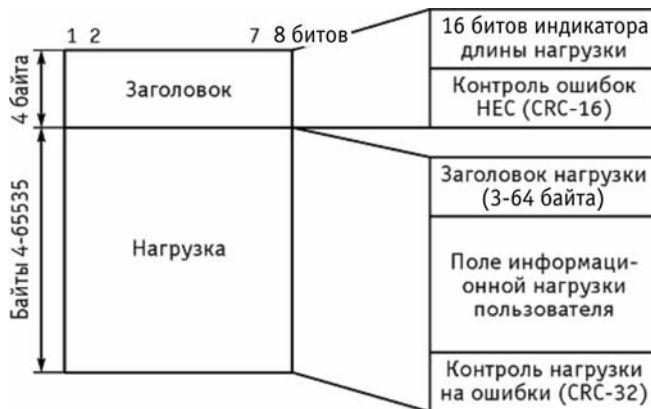 1 2 7 8 битов
4 байта
Заголовок
Байты 4-65535
Нагрузка
16 битов индикатора
длины нагрузки
Контроль ошибок
HEC (CRC-16)
Заголовок нагрузки
(3-64 байта)
Поле информаци-
онной нагрузки
пользователя
Контроль нагрузки
на ошибки (CRC-32)